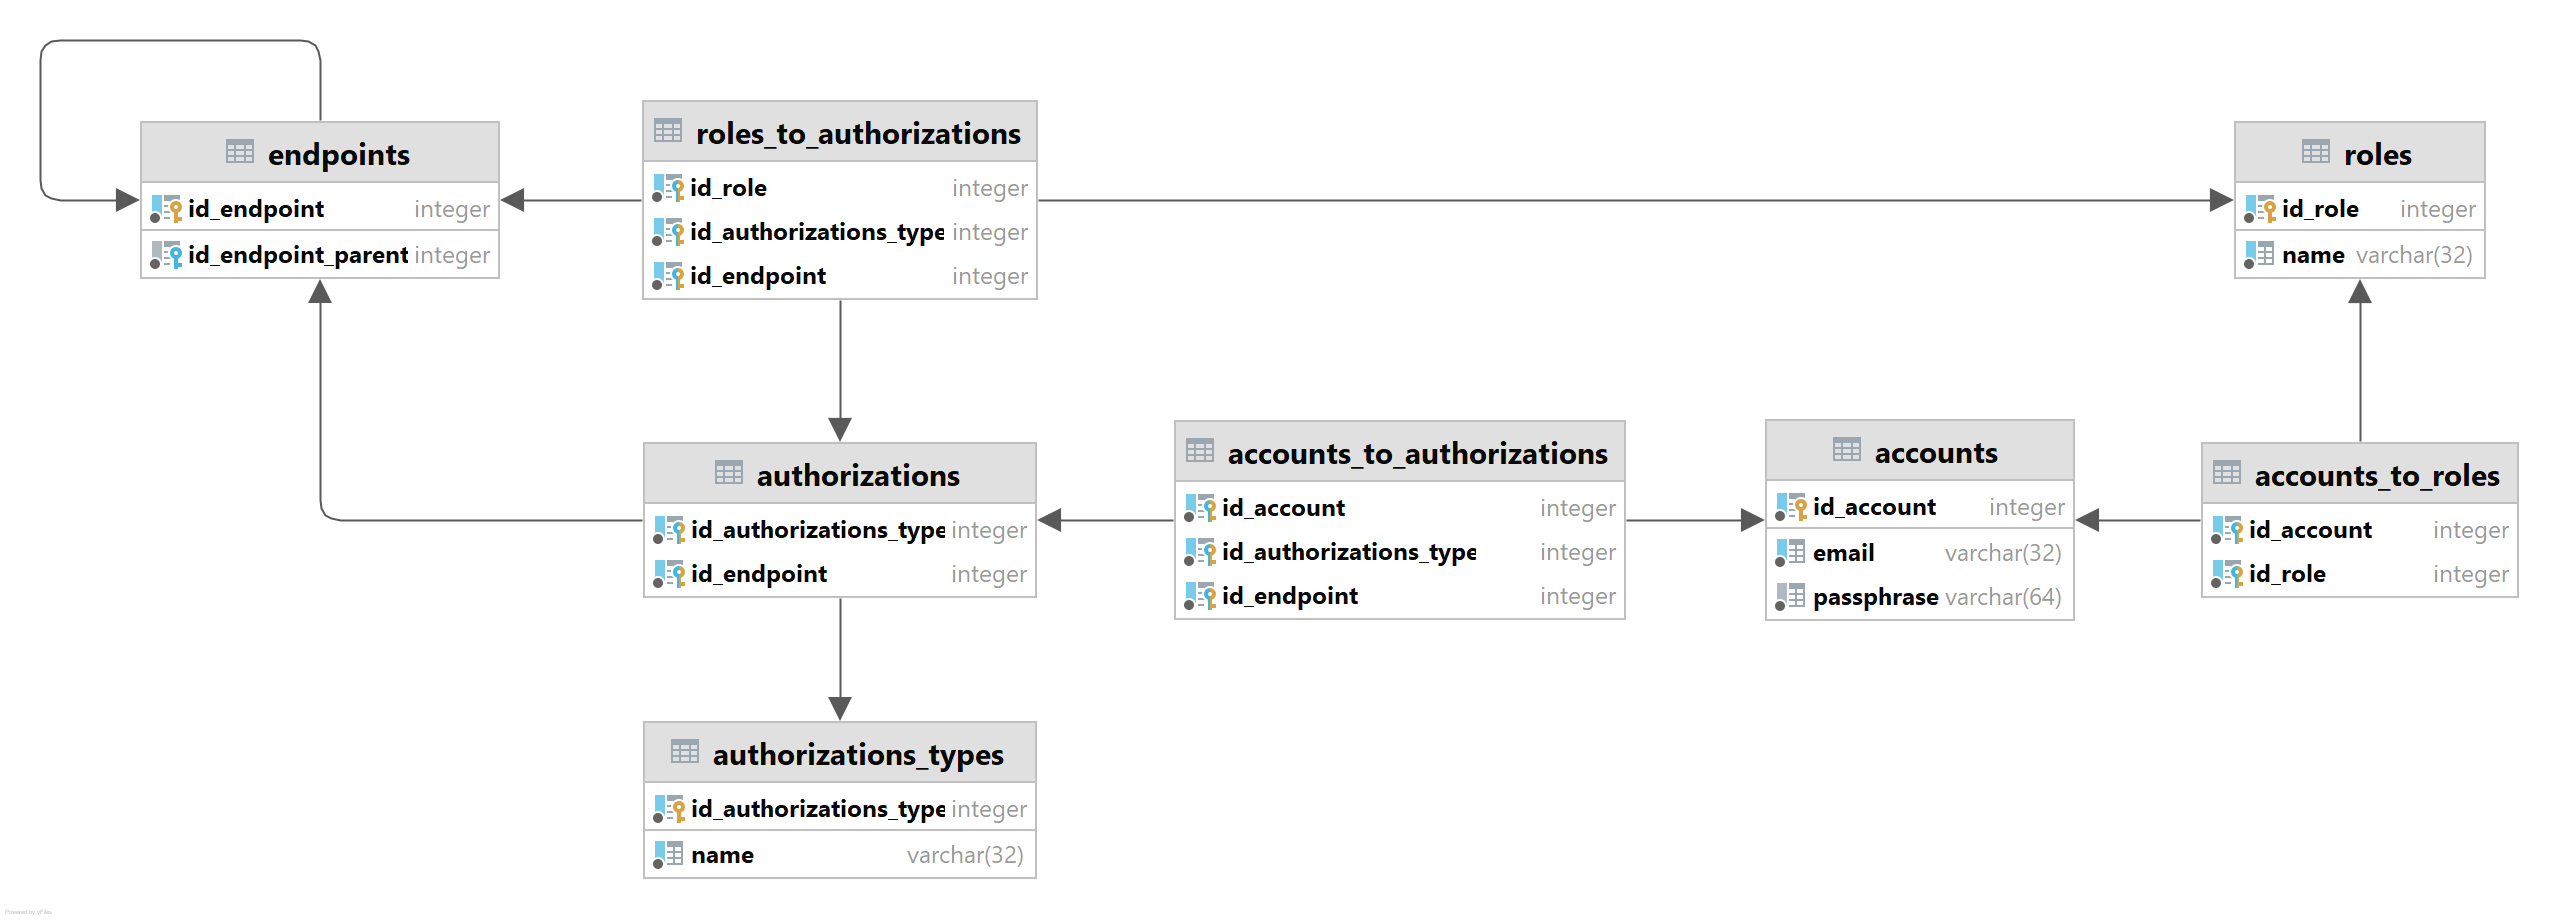 endpoints
id_endpoint integer
id_endpoint_parent integer
roles_to_authorizations
id_role integer
id_authorizations_type integer
id_endpoint integer
roles
id_role integer
name varchar(32)
authorizations
id_authorizations_type integer
id_endpoint integer
accounts_to_authorizations
id_account integer
id_authorizations_type integer
id_endpoint integer
accounts
id_account integer
email varchar(32)
passphrase varchar(64)
accounts_to_roles
id_account integer
id_role integer
authorizations_types
id_authorizations_type integer
name varchar(32)
Powered by yFiles